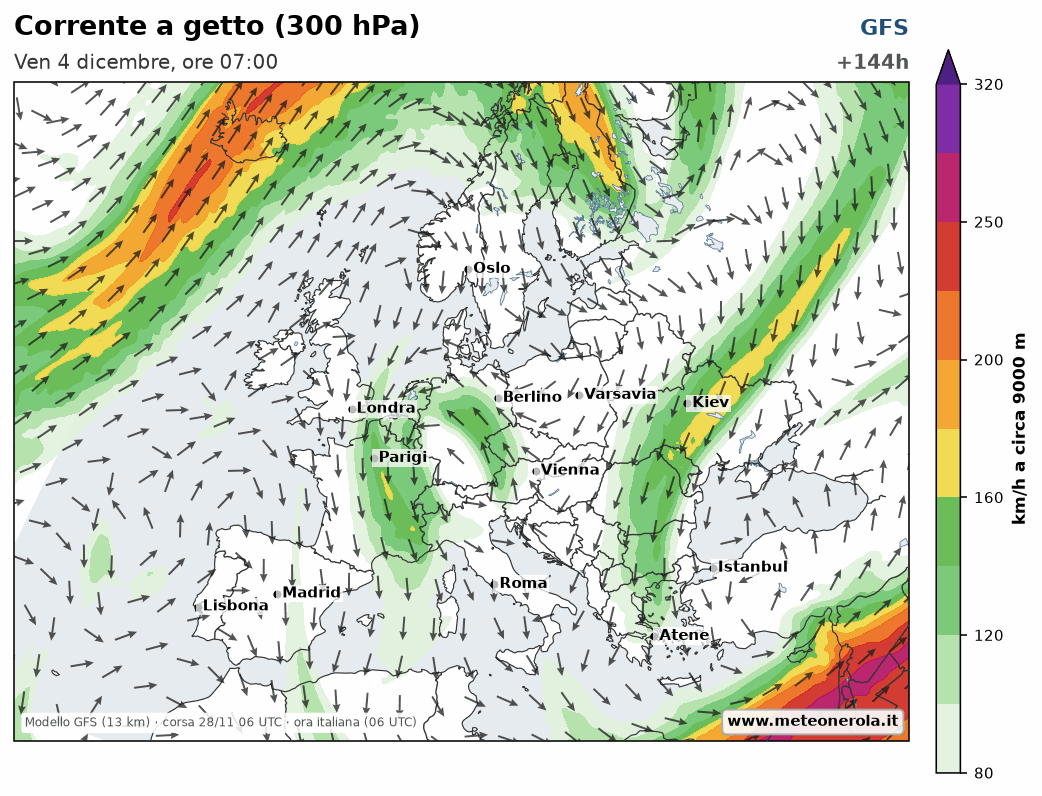 Corrente a getto (300 hPa)
GFS
Ven 4 dicembre, ore 07:00
+144h
320
250
200
160
120
80
km/h a circa 9000 m
Oslo
Berlino
Varsavia
Kiev
Londra
Parigi
Vienna
Istanbul
Roma
Madrid
Lisbona
Atene
Modello GFS (13 km) · corsa 28/11 06 UTC · ora italiana (06 UTC)
www.meteonerola.it